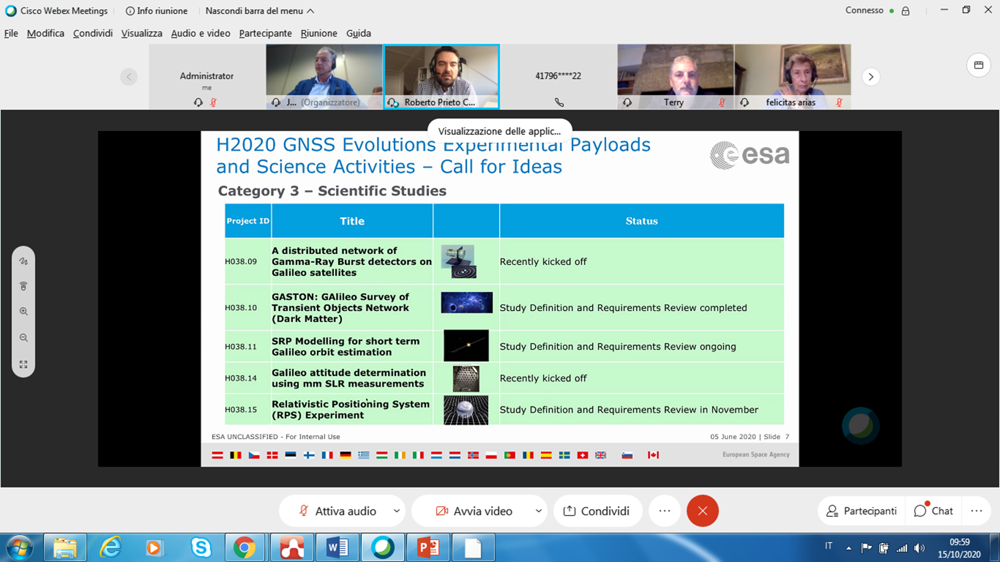 Cisco Webex Meetings
Info riunione
Nascondi barra del menu
Connesso
File Modifica Condividi Visualizza Audio e video Partecipante Riunione Guida
Administrator
me
J... (Organizzatore)
Roberto Prieto C...
41796****22
Terry
felicitas arias
Visualizzazione delle applic...
H2020 GNSS Evolutions Experimental Payloads
and Science Activities – Call for Ideas
esa
Category 3 – Scientific Studies
Project ID Title Status
H038.09
A distributed network of
Gamma-Ray Burst detectors on
Galileo satellites
Recently kicked off
H038.10
GASTON: GAlileo Survey of
Transient Objects Network
(Dark Matter)
Study Definition and Requirements Review completed
H038.11
SRP Modelling for short term
Galileo orbit estimation
Study Definition and Requirements Review ongoing
H038.14
Galileo attitude determination
using mm SLR measurements
Recently kicked off
H038.15
Relativistic Positioning System
(RPS) Experiment
Study Definition and Requirements Review in November
ESA UNCLASSIFIED - For Internal Use
05 June 2020 | Slide 7
European Space Agency
Attiva audio
Avvia video
Condividi
Partecipanti
Chat
IT
09:59
15/10/2020